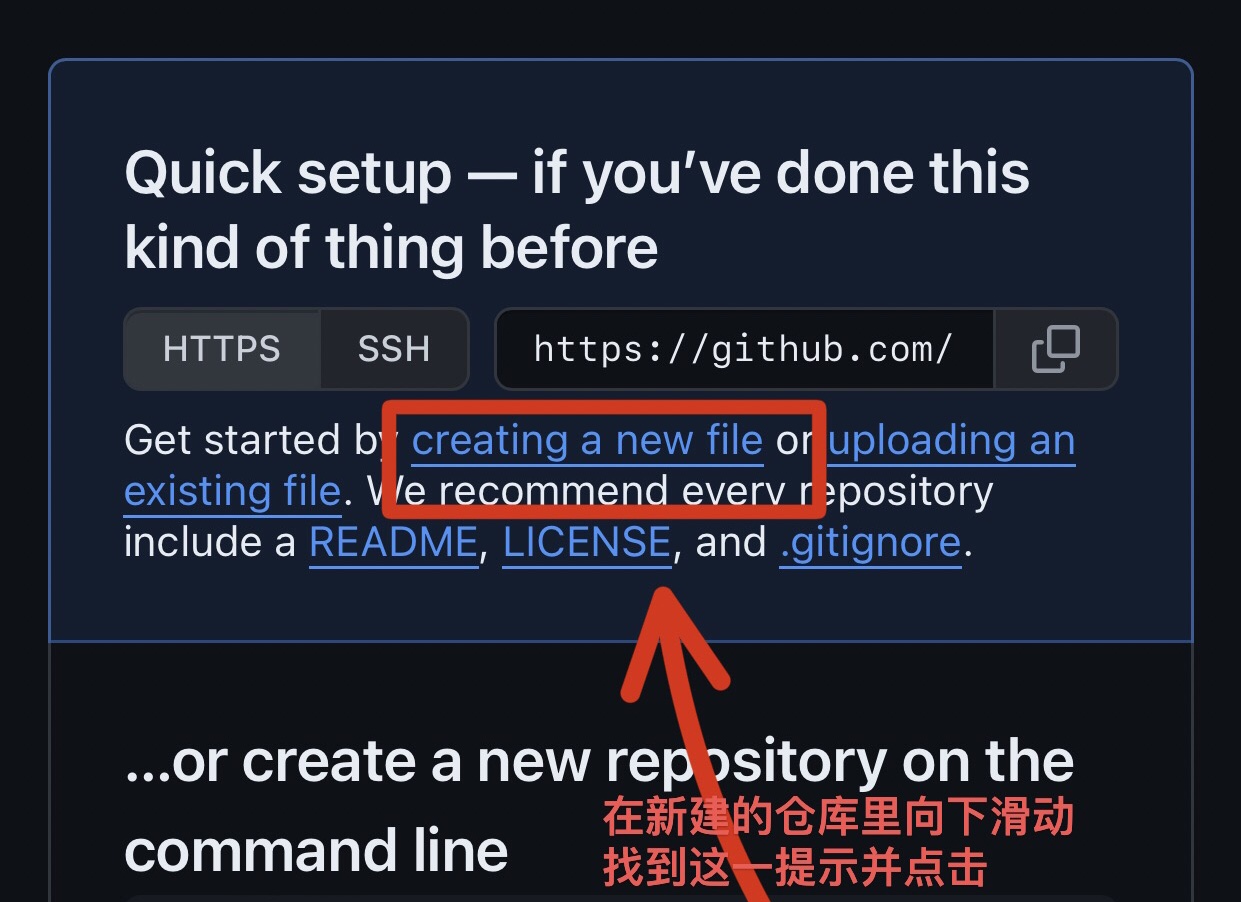 Quick setup — if you’ve done this
kind of thing before
HTTPS SSH https://github.com/
Get started by creating a new file or uploading an
existing file. We recommend every repository
include a README, LICENSE, and .gitignore.
...or create a new repository on the
command line
在新建的仓库里向下滑动
找到这一提示并点击